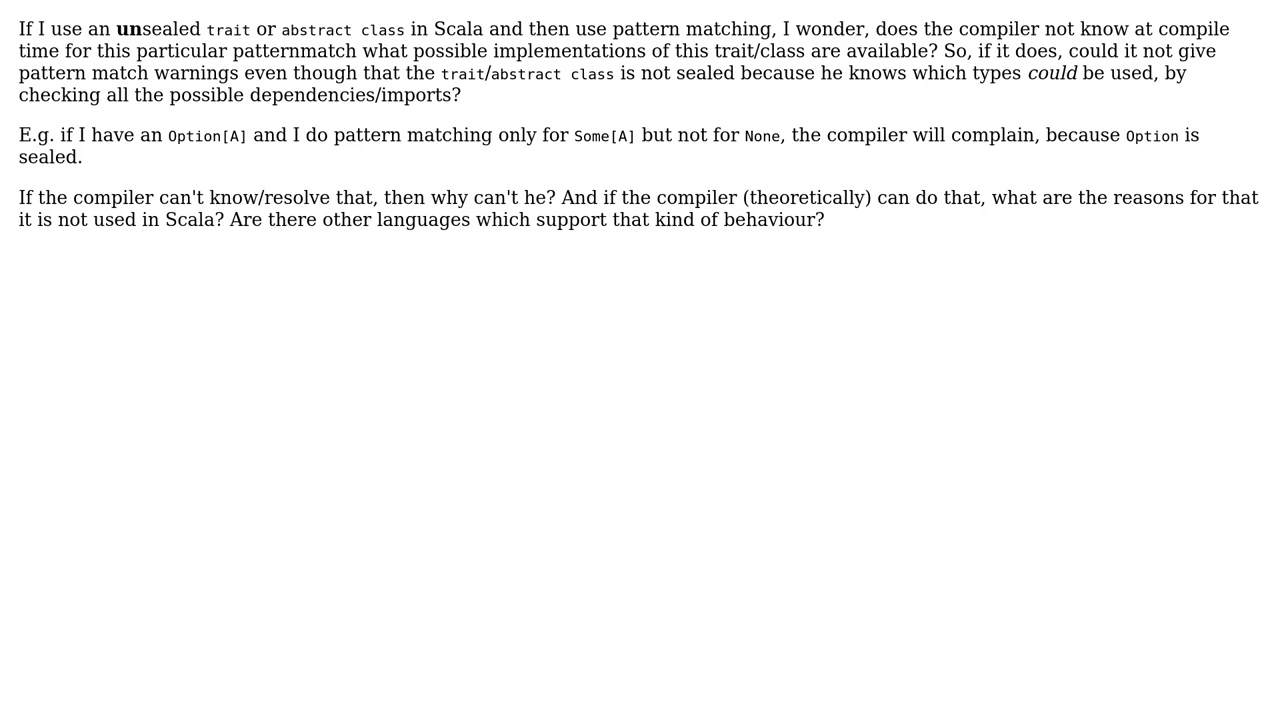 If I use an unsealed trait or abstract class in Scala and then use pattern matching, I wonder, does the compiler not know at compile
time for this particular patternmatch what possible implementations of this trait/class are available? So, if it does, could it not give
pattern match warnings even though that the trait/abstract class is not sealed because he knows which types could be used, by
checking all the possible dependencies/imports?
E.g. if I have an Option[A] and I do pattern matching only for Some[A] but not for None, the compiler will complain, because Option is
sealed.
If the compiler can't know/resolve that, then why can't he? And if the compiler (theoretically) can do that, what are the reasons for that
it is not used in Scala? Are there other languages which support that kind of behaviour?